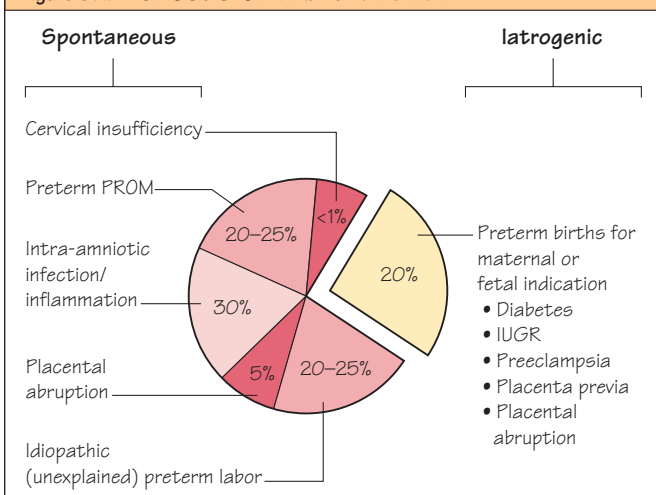 Spontaneous
Iatrogenic
Cervical insufficiency
Preterm PROM
Intra-amniotic
infection/
inflammation
Placental
abruption
Idiopathic
(unexplained) preterm labor
<1%
20–25%
30%
5%
20–25%
20%
Preterm births for
maternal or
fetal indication
• Diabetes
• IUGR
• Preeclampsia
• Placenta previa
• Placental
abruption